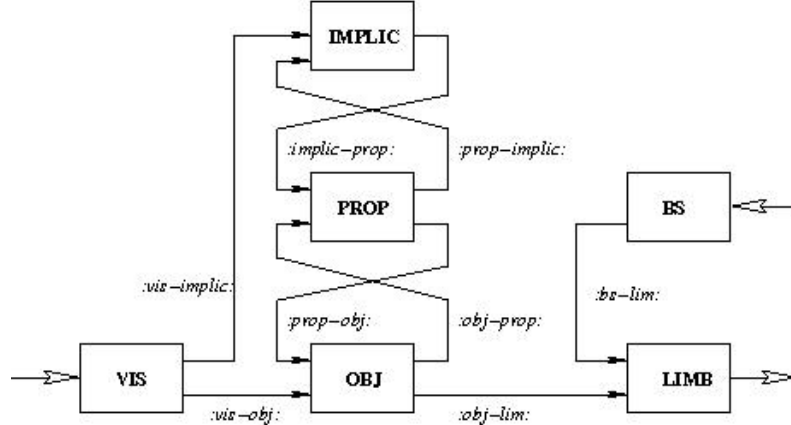 IMPLIC
:implic–prop:
:prop–implic:
PROP
BS
:vis–implic:
:bs–lim:
:prop–obj:
:obj–prop:
VIS
OBJ
LIMB
:vis–obj:
:obj–lim: